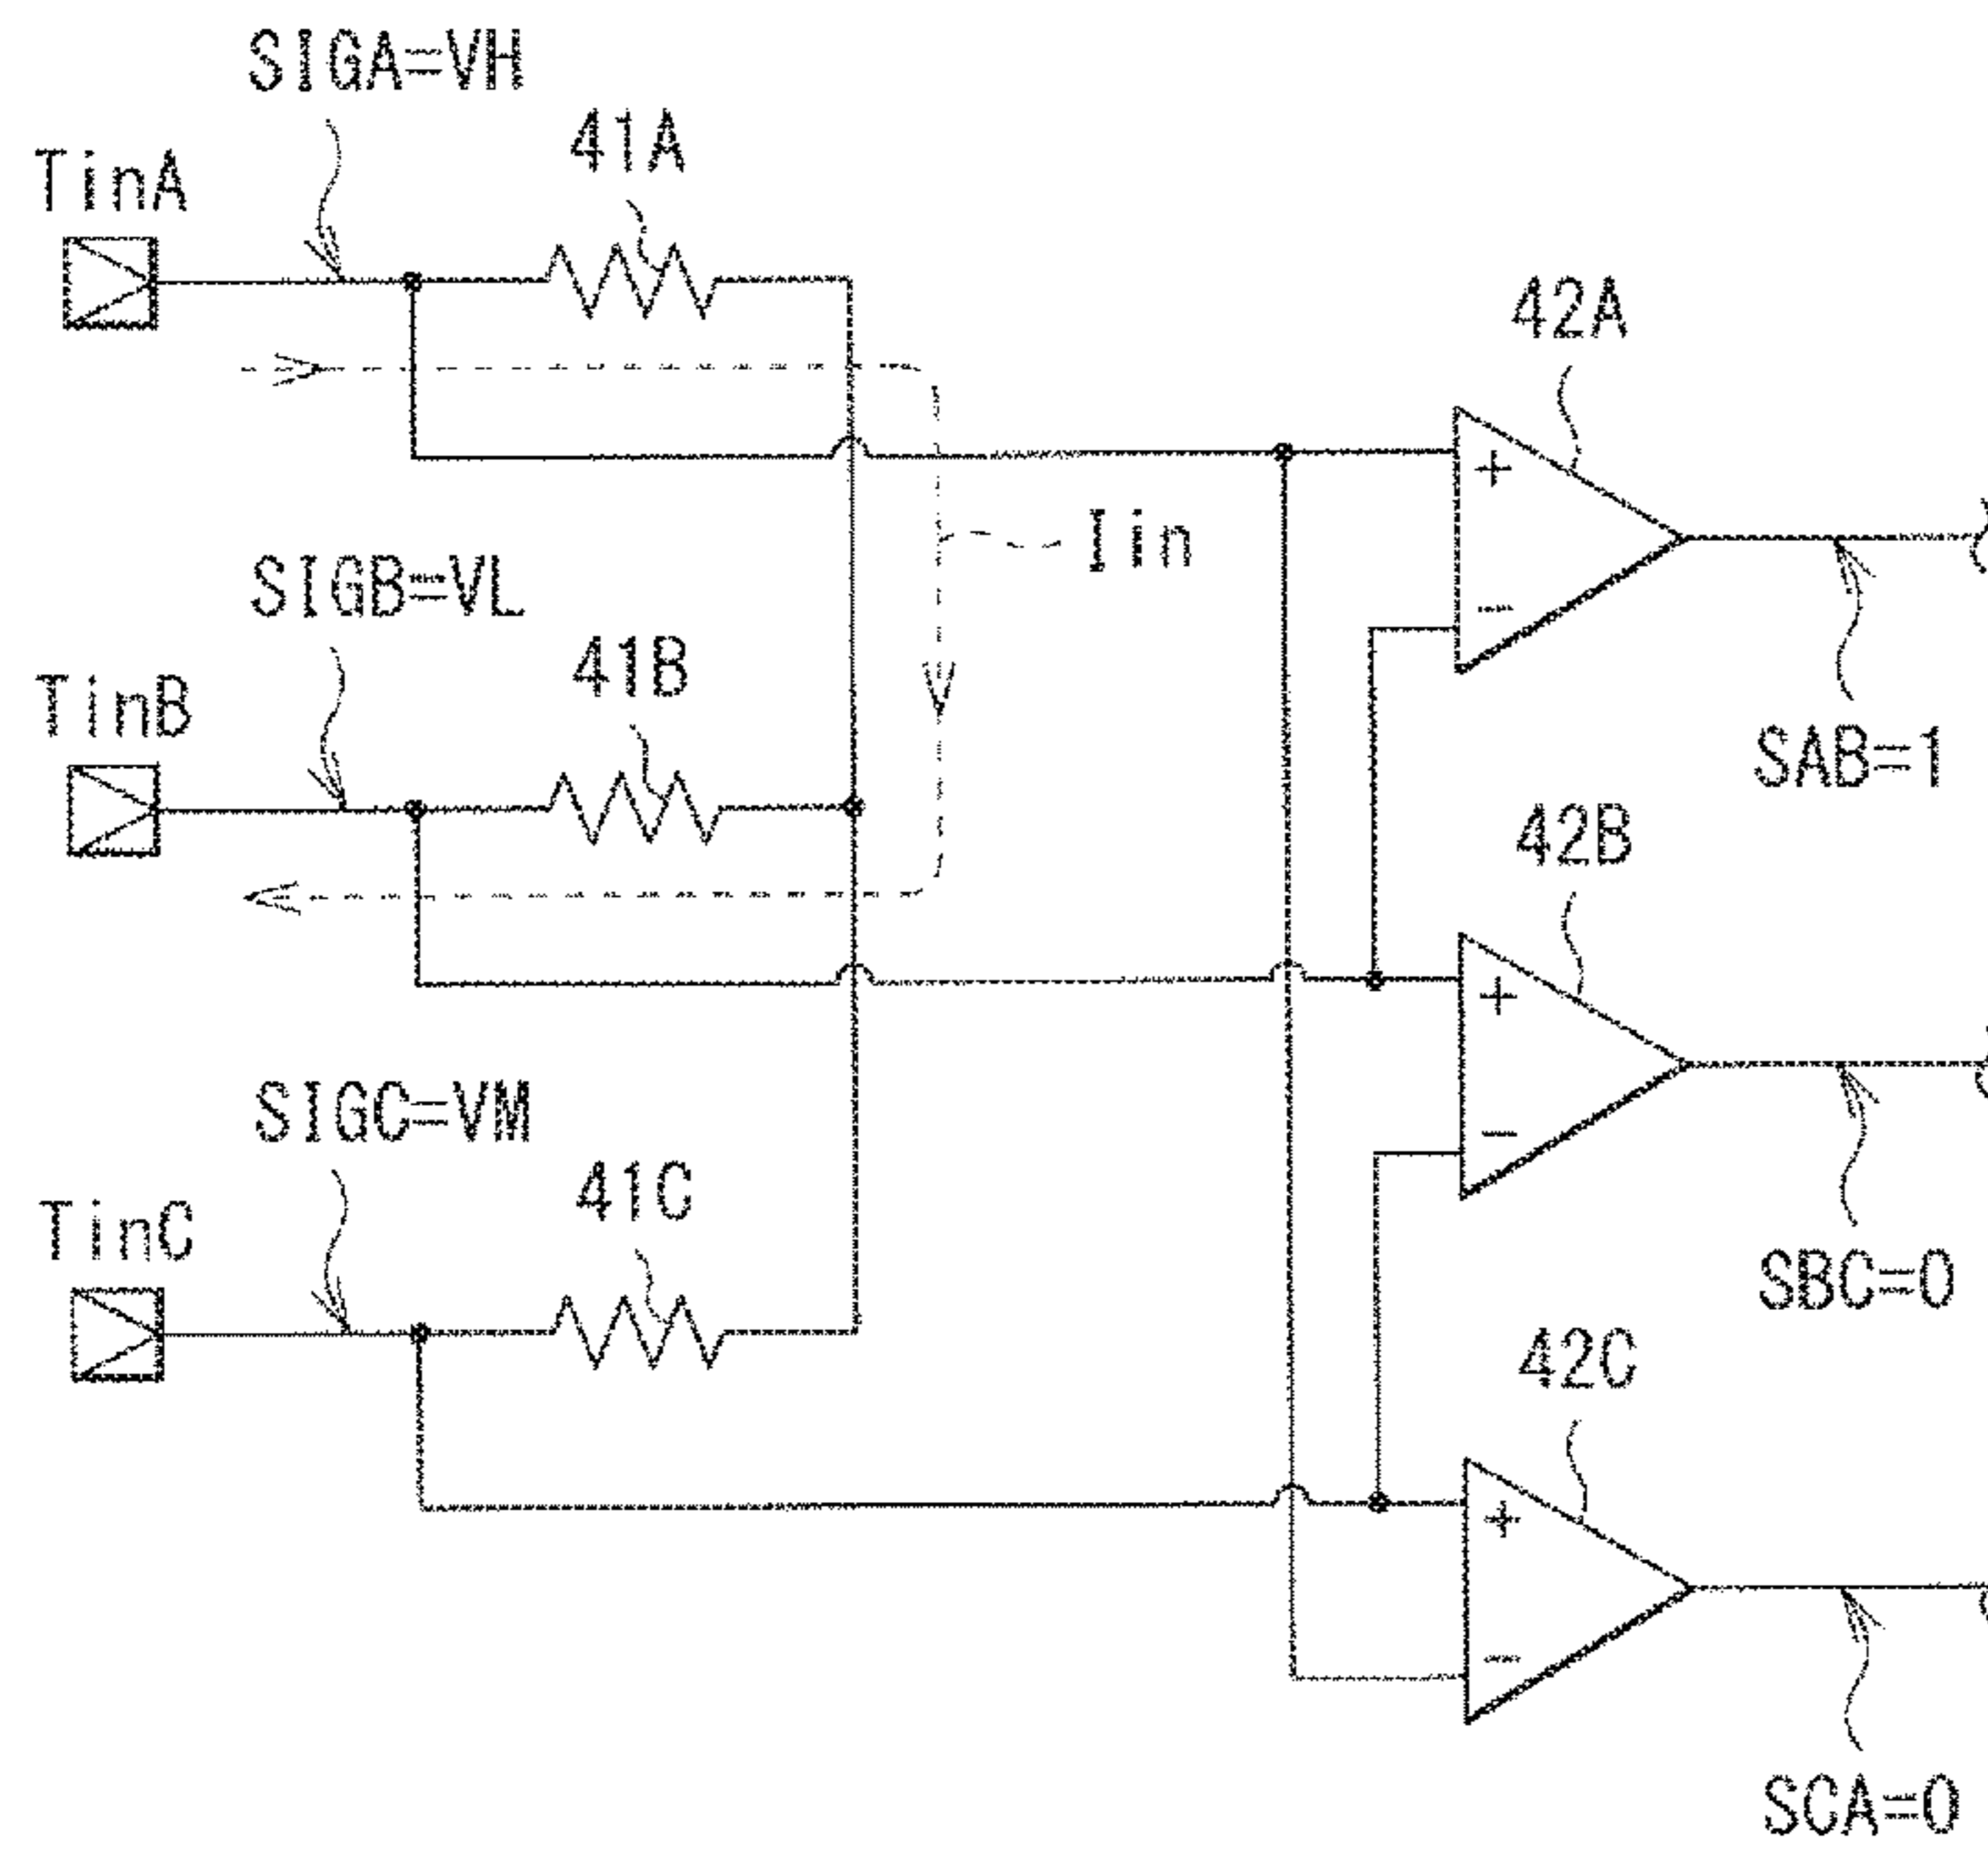 SIGA=VH
41A
TinA
42A
+
−
Iin
SIGB=VL
41B
TinB
SAB=1
42B
+
−
SIGC=VM
41C
TinC
SBC=0
42C
+
−
SCA=0